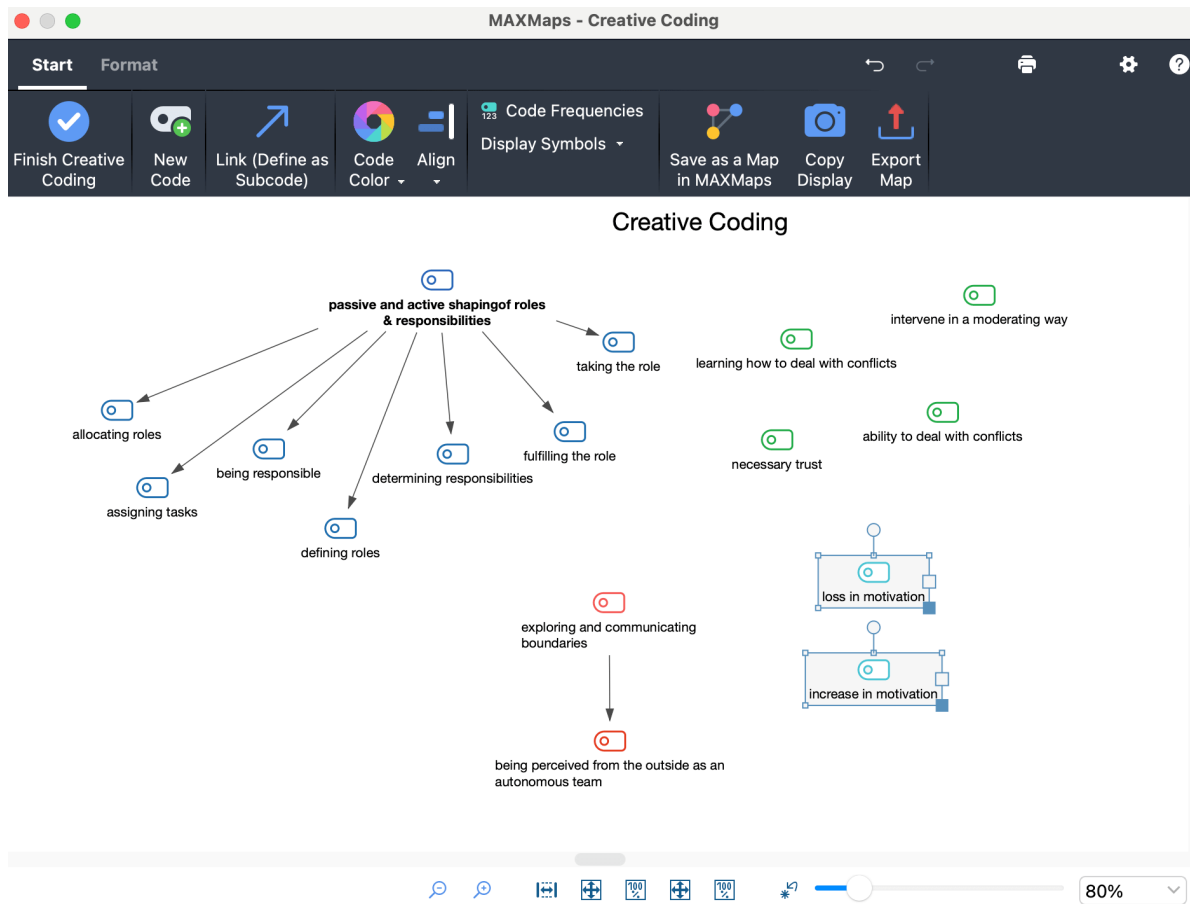 MAXMaps - Creative Coding
Start
Format
?
Finish Creative
Coding
New
Code
Link (Define as
Subcode)
Code
Color
Align
123
Code Frequencies
Display Symbols
Save as a Map
in MAXMaps
Copy
Display
Export
Map
Creative Coding
passive and active shapingof roles
& responsibilities
intervene in a moderating way
learning how to deal with conflicts
taking the role
allocating roles
ability to deal with conflicts
fulfilling the role
necessary trust
being responsible
determining responsibilities
assigning tasks
defining roles
loss in motivation
exploring and communicating
boundaries
increase in motivation
being perceived from the outside as an
autonomous team
100
%
100
%
80%